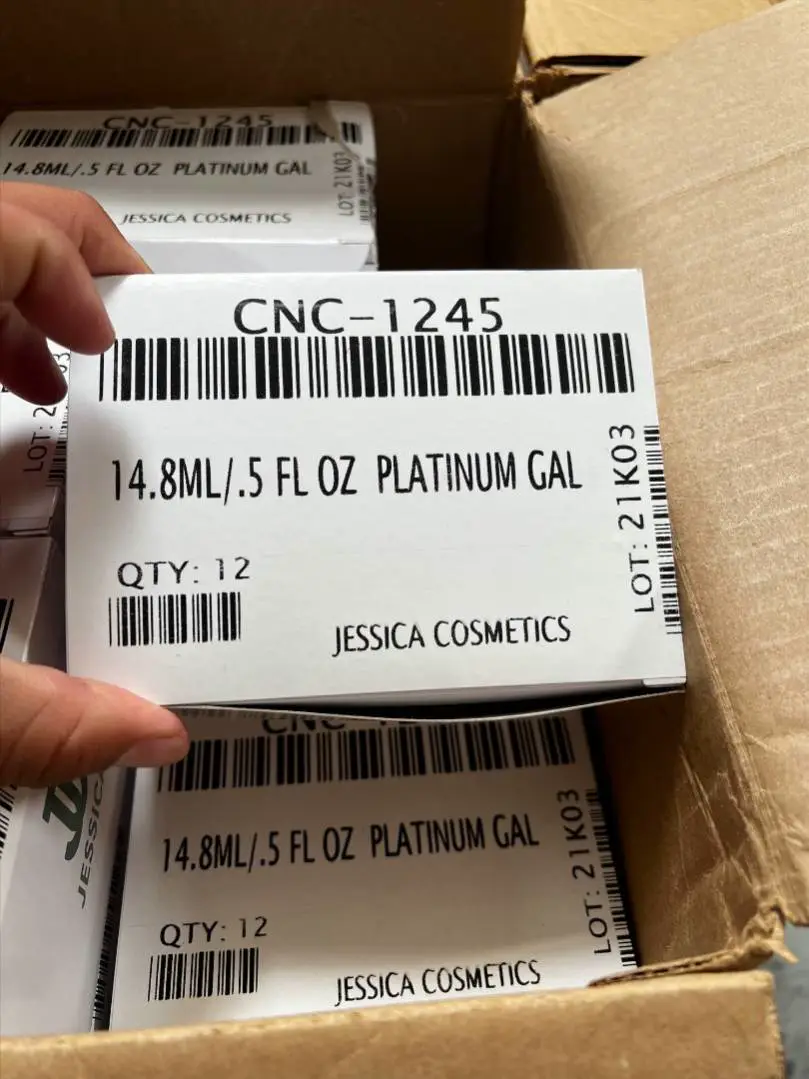 CNC-1245
14.8ML/.5 FL OZ PLATINUM GAL
LOT: 21K03
JESSICA COSMETICS
CNC-1245
14.8ML/.5 FL OZ PLATINUM GAL
LOT: 21K03
QTY: 12
JESSICA COSMETICS
14.8ML/.5 FL OZ PLATINUM GAL
LOT: 21K03
QTY: 12
JESSICA COSMETICS